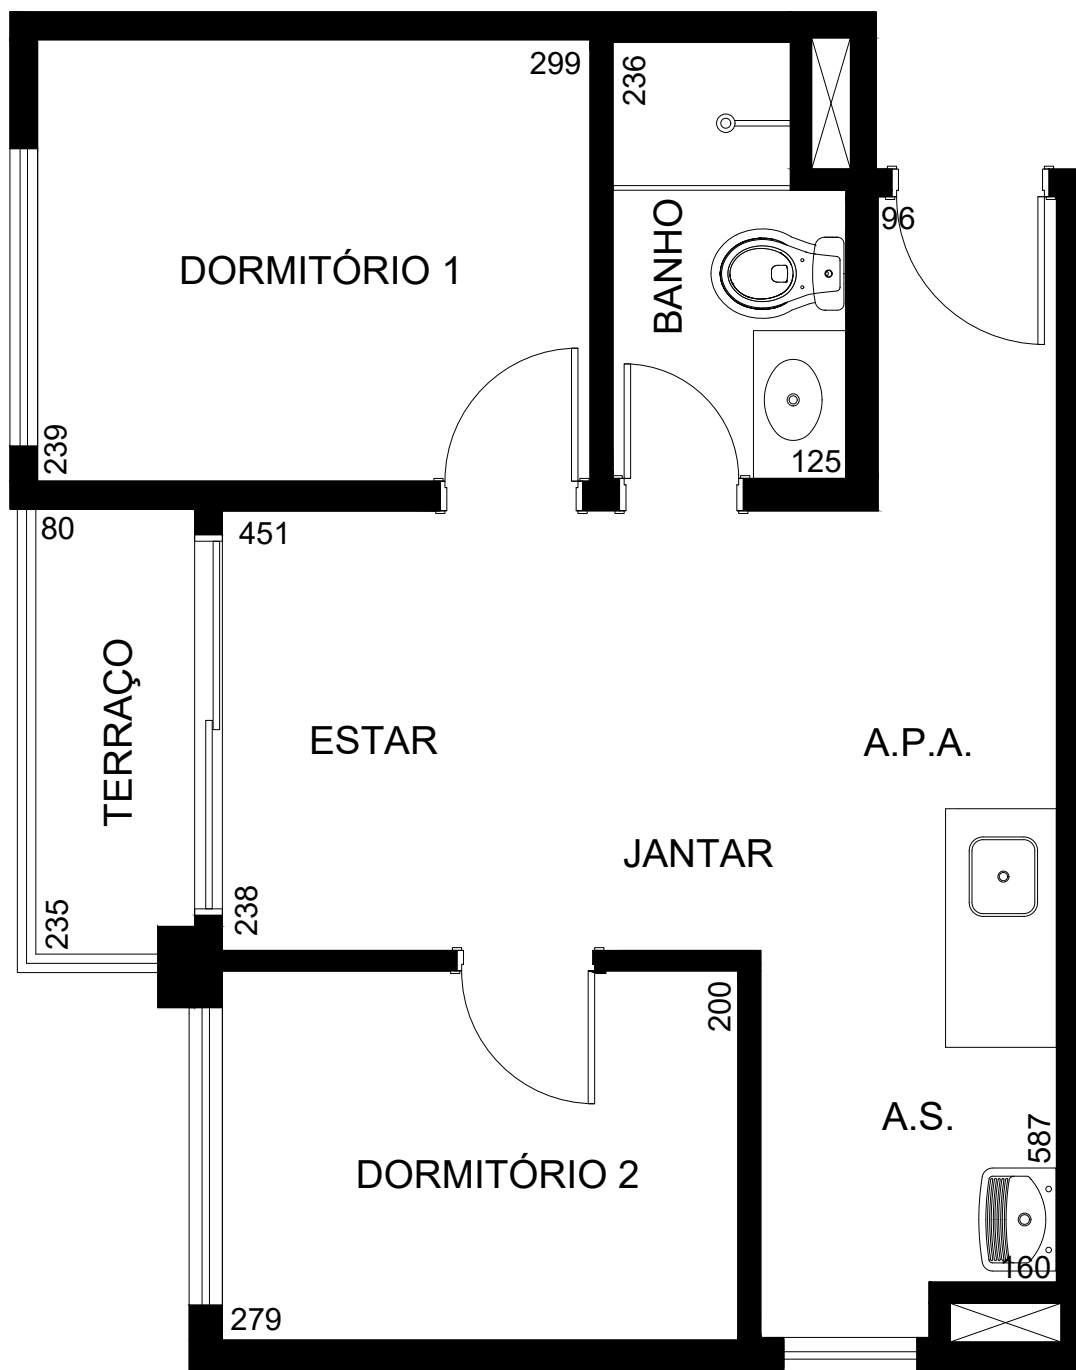 299
236
96
BANHO
DORMITÓRIO 1
239
125
80
451
TERRAÇO
ESTAR
A.P.A.
JANTAR
235
238
200
A.S.
587
DORMITÓRIO 2
160
279